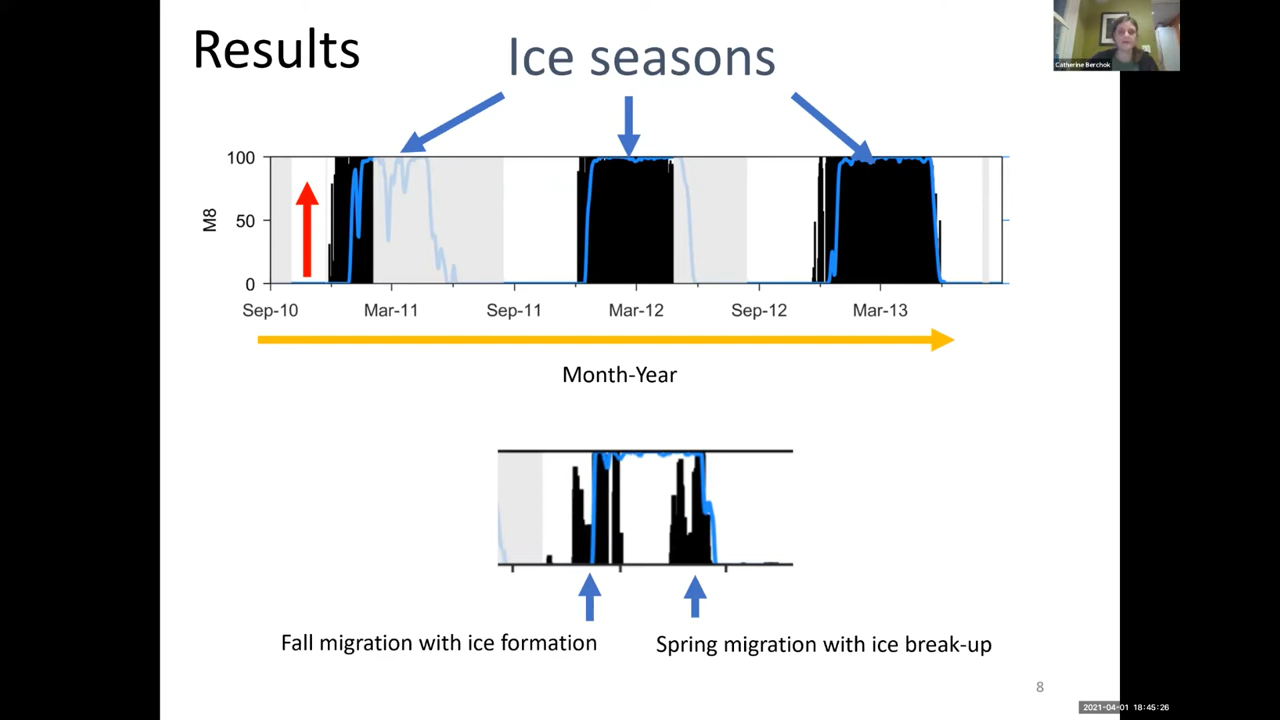 Results
Ice seasons
Catherine Berchok
100
50
0
M8
Sep-10
Mar-11
Sep-11
Mar-12
Sep-12
Mar-13
Month-Year
Fall migration with ice formation
Spring migration with ice break-up
8
2021-04-01 18:45:26